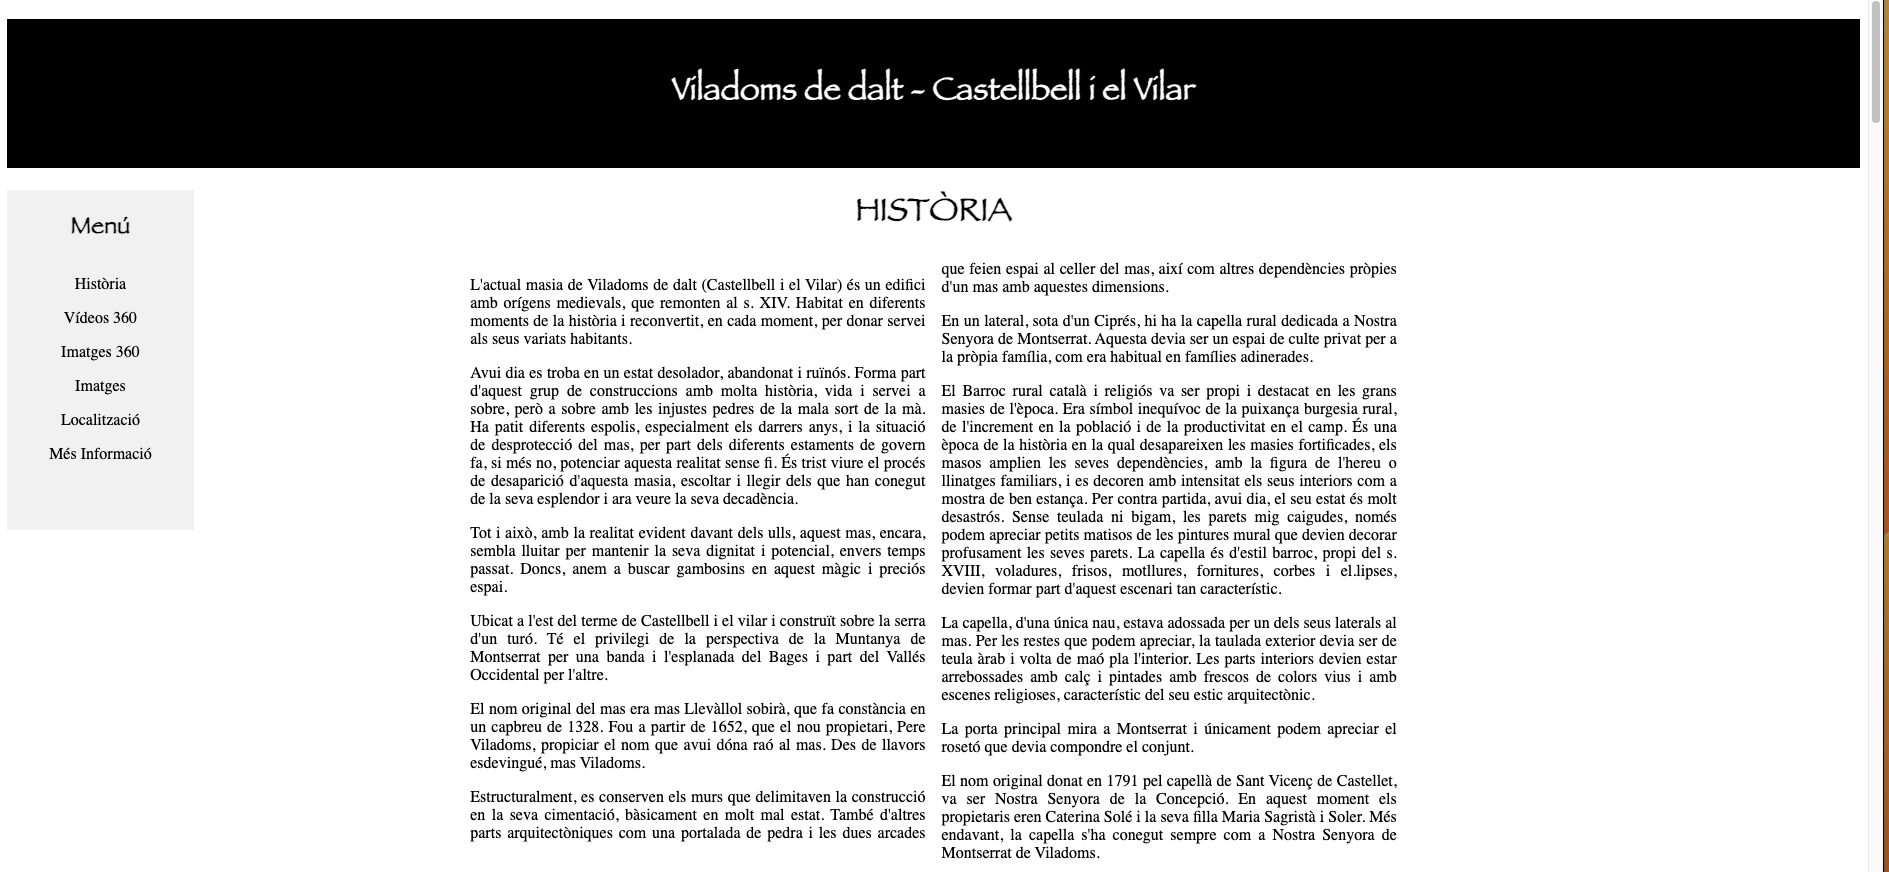 Viladoms de dalt - Castellbell i el Vilar
Menú
Història
Vídeos 360
Imatges 360
Imatges
Localització
Més Informació
HISTÒRIA
L'actual masia de Viladoms de dalt (Castellbell i el Vilar) és un edifici
amb orígens medievals, que remonten al s. XIV. Habitat en diferents
moments de la història i reconvertit, en cada moment, per donar servei
als seus variats habitants.
Avui dia es troba en un estat desolador, abandonat i ruïnós. Forma part
d'aquest grup de construccions amb molta història, vida i servei a
sobre, però a sobre amb les injustes pedres de la mala sort de la mà.
Ha patit diferents espolis, especialment els darrers anys, i la situació
de desprotecció del mas, per part dels diferents estaments de govern
fa, si més no, potenciar aquesta realitat sense fi. És trist viure el procés
de desaparició d'aquesta masia, escoltar i llegir dels que han conegut
de la seva esplendor i ara veure la seva decadència.
Tot i això, amb la realitat evident davant dels ulls, aquest mas, encara,
sembla lluitar per mantenir la seva dignitat i potencial, envers temps
passat. Doncs, anem a buscar gambosins en aquest màgic i preciós
espai.
Ubicat a l'est del terme de Castellbell i el vilar i construït sobre la serra
d'un turó. Té el privilegi de la perspectiva de la Muntanya de
Montserrat per una banda i l'esplanada del Bages i part del Vallés
Occidental per l'altre.
El nom original del mas era mas Llevàllol sobirà, que fa constància en
un capbreu de 1328. Fou a partir de 1652, que el nou propietari, Pere
Viladoms, propiciar el nom que avui dóna raó al mas. Des de llavors
esdevingué, mas Viladoms.
Estructuralment, es conserven els murs que delimitaven la construcció
en la seva cimentació, bàsicament en molt mal estat. També d'altres
parts arquitectòniques com una portalada de pedra i les dues arcades
que feien espai al celler del mas, així com altres dependències pròpies
d'un mas amb aquestes dimensions.
En un lateral, sota d'un Ciprés, hi ha la capella rural dedicada a Nostra
Senyora de Montserrat. Aquesta devia ser un espai de culte privat per a
la pròpia família, com era habitual en famílies adinerades.
El Barroc rural català i religiós va ser propi i destacat en les grans
masies de l'època. Era símbol inequívoc de la puixança burgesia rural,
de l'increment en la població i de la productivitat en el camp. És una
època de la història en la qual desapareixen les masies fortificades, els
masos amplien les seves dependències, amb la figura de l'hereu o
llinatges familiars, i es decoren amb intensitat els seus interiors com a
mostra de ben estança. Per contra partida, avui dia, el seu estat és molt
desastrós. Sense teulada ni bigam, les parets mig caigudes, només
podem apreciar petits matisos de les pintures mural que devien decorar
profusament les seves parets. La capella és d'estil barroc, propi del s.
XVIII, voladures, frisos, motllures, fornitures, corbes i el.lipses,
devien formar part d'aquest escenari tan característic.
La capella, d'una única nau, estava adossada per un dels seus laterals al
mas. Per les restes que podem apreciar, la taulada exterior devia ser de
teula àrab i volta de maó pla l'interior. Les parts interiors devien estar
arrebossades amb calç i pintades amb frescos de colors vius i amb
escenes religioses, característic del seu estic arquitectònic.
La porta principal mira a Montserrat i únicament podem apreciar el
rosetó que devia compondre el conjunt.
El nom original donat en 1791 pel capellà de Sant Vicenç de Castellet,
va ser Nostra Senyora de la Concepció. En aquest moment els
propietaris eren Caterina Solé i la seva filla Maria Sagristà i Soler. Més
endavant, la capella s'ha conegut sempre com a Nostra Senyora de
Montserrat de Viladoms.